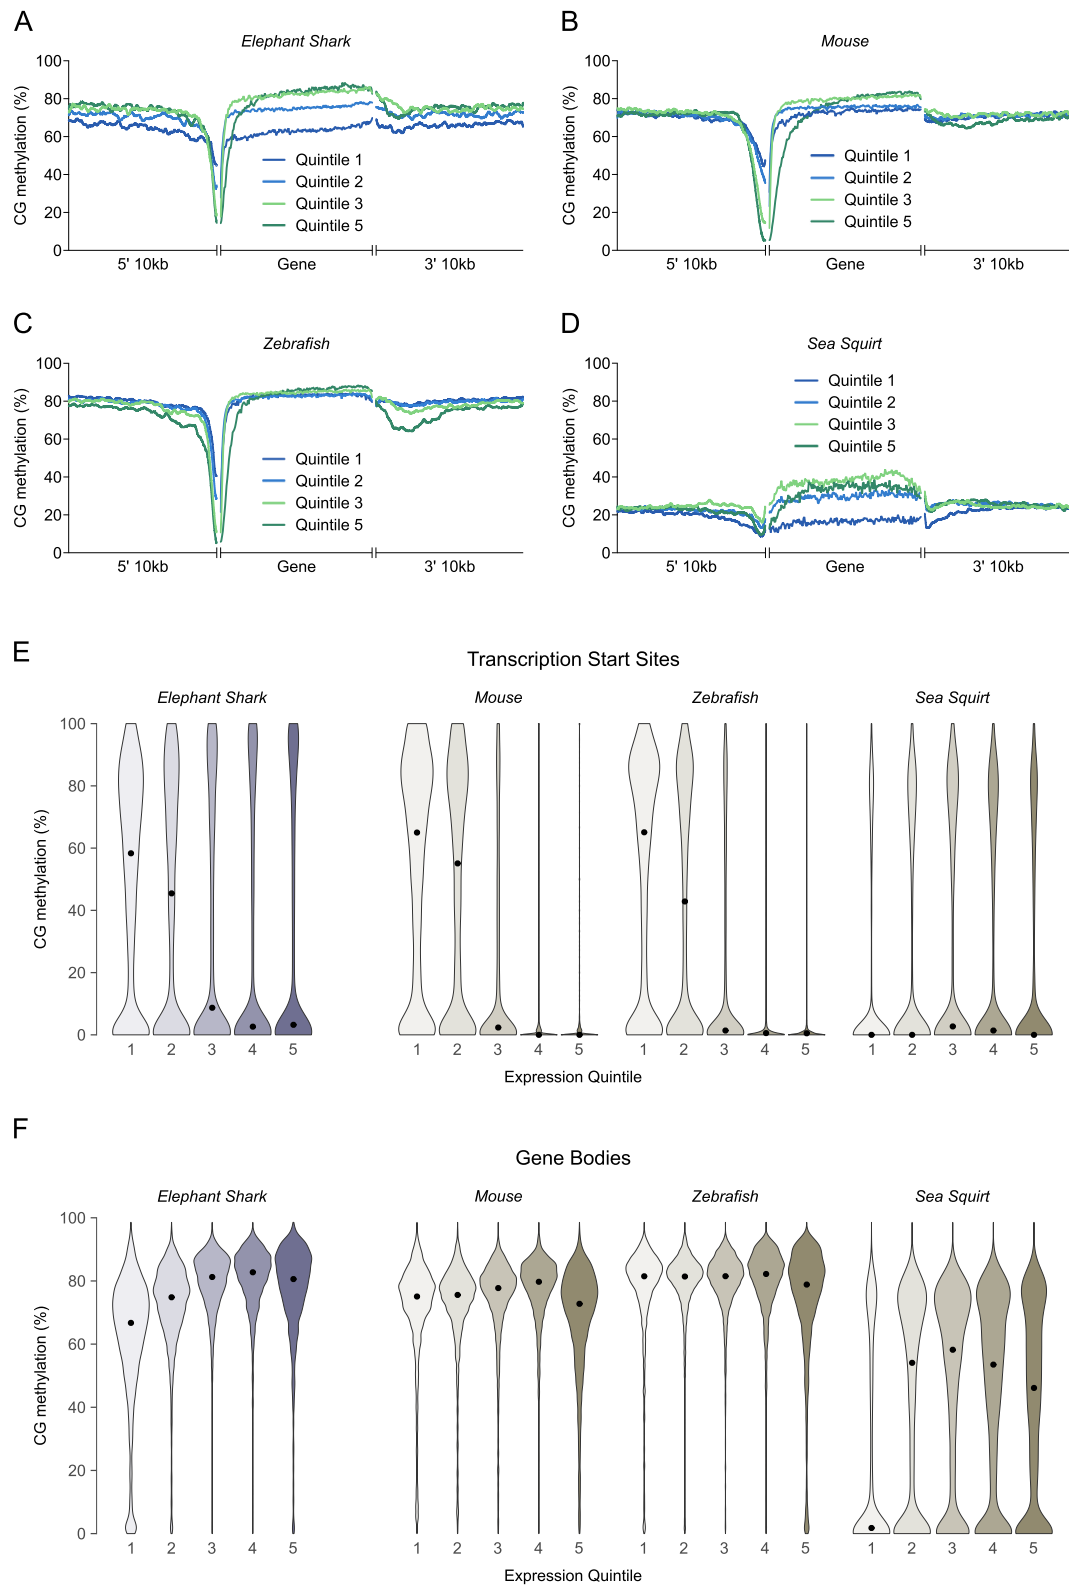 A
Elephant Shark
CG methylation (%)
100
80
60
40
20
0
Quintile 1
Quintile 2
Quintile 3
Quintile 5
5' 10kb
Gene
3' 10kb
B
Mouse
CG methylation (%)
100
80
60
40
20
0
Quintile 1
Quintile 2
Quintile 3
Quintile 5
5' 10kb
Gene
3' 10kb
C
Zebrafish
CG methylation (%)
100
80
60
40
20
0
Quintile 1
Quintile 2
Quintile 3
Quintile 5
5' 10kb
Gene
3' 10kb
D
Sea Squirt
CG methylation (%)
100
80
60
40
20
0
Quintile 1
Quintile 2
Quintile 3
Quintile 5
5' 10kb
Gene
3' 10kb
E
Transcription Start Sites
Elephant Shark Mouse Zebrafish Sea Squirt
CG methylation (%)
100
80
60
40
20
0
1 2 3 4 5 1 2 3 4 5 1 2 3 4 5 1 2 3 4 5
Expression Quintile
F
Gene Bodies
Elephant Shark Mouse Zebrafish Sea Squirt
CG methylation (%)
100
80
60
40
20
0
1 2 3 4 5 1 2 3 4 5 1 2 3 4 5 1 2 3 4 5
Expression Quintile